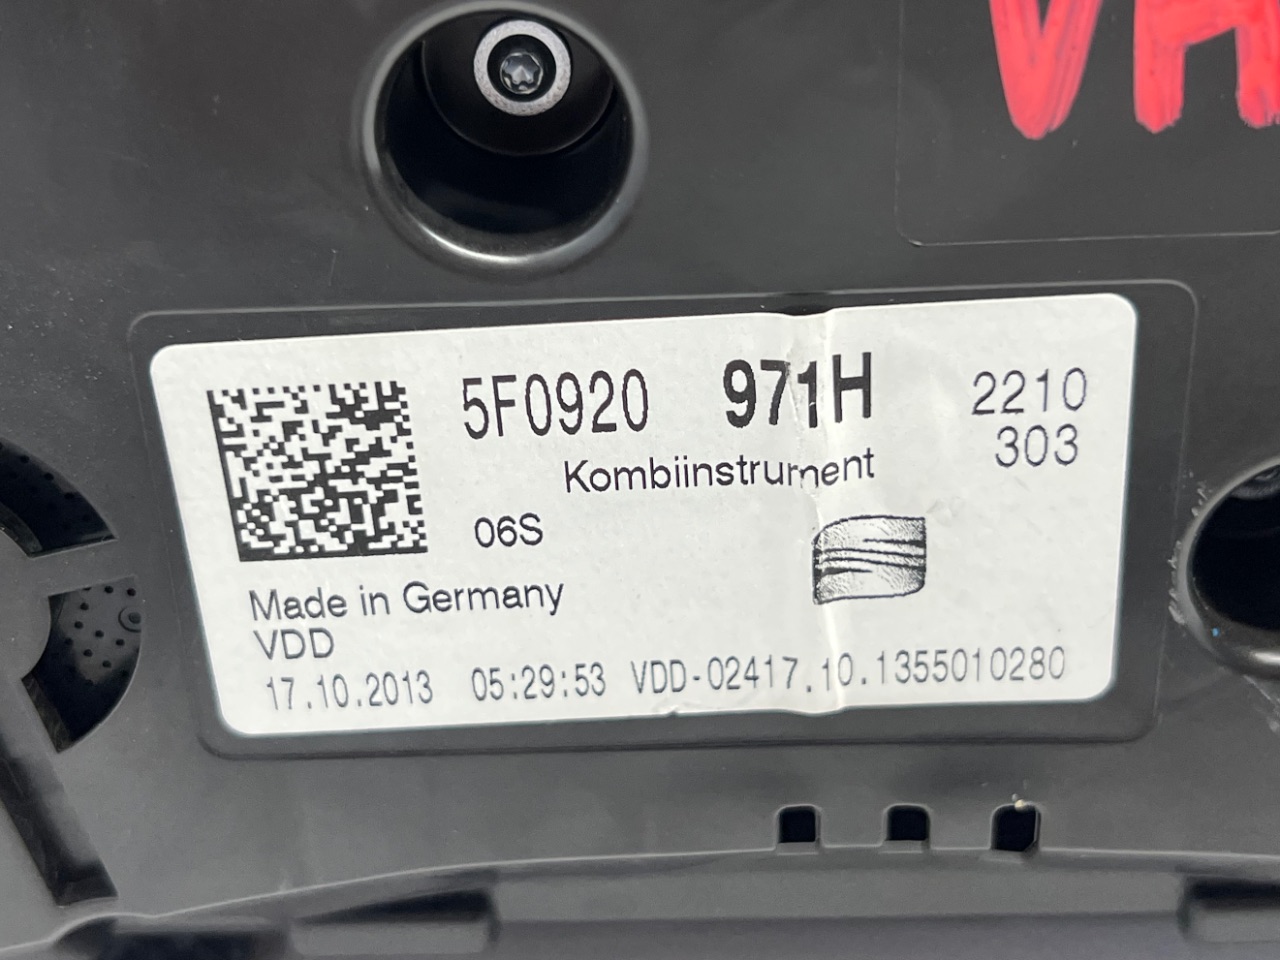 VH
5F0920 971H 2210
303
Kombiinstrument
06S
Made in Germany
VDD
17.10.2013 05:29:53 VDD-02417.10.1355010280